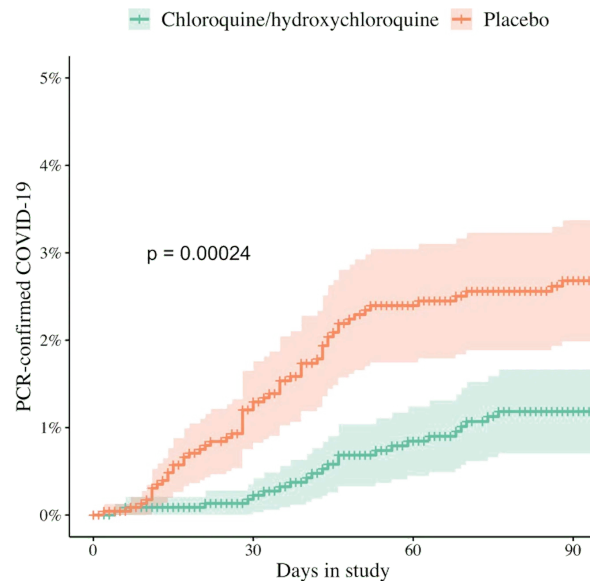 Chloroquine/hydroxychloroquine Placebo
5%
4%
3%
2%
1%
0%
PCR-confirmed COVID-19
p = 0.00024
0 30 60 90
Days in study